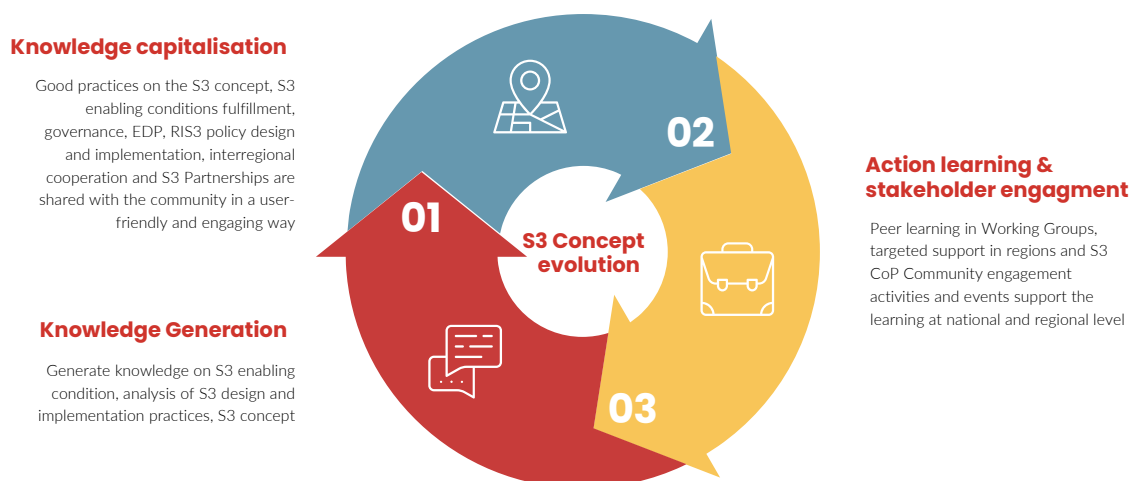 Knowledge capitalisation
Good practices on the S3 concept, S3
enabling conditions fulfillment,
governance, EDP, RIS3 policy design
and implementation, interregional
cooperation and S3 Partnerships are
shared with the community in a user-
friendly and engaging way
Knowledge Generation
Generate knowledge on S3 enabling
condition, analysis of S3 design and
implementation practices, S3 concept
01
02
03
S3 Concept
evolution
Action learning &
stakeholder engagment
Peer learning in Working Groups,
targeted support in regions and S3
CoP Community engagement
activities and events support the
learning at national and regional level